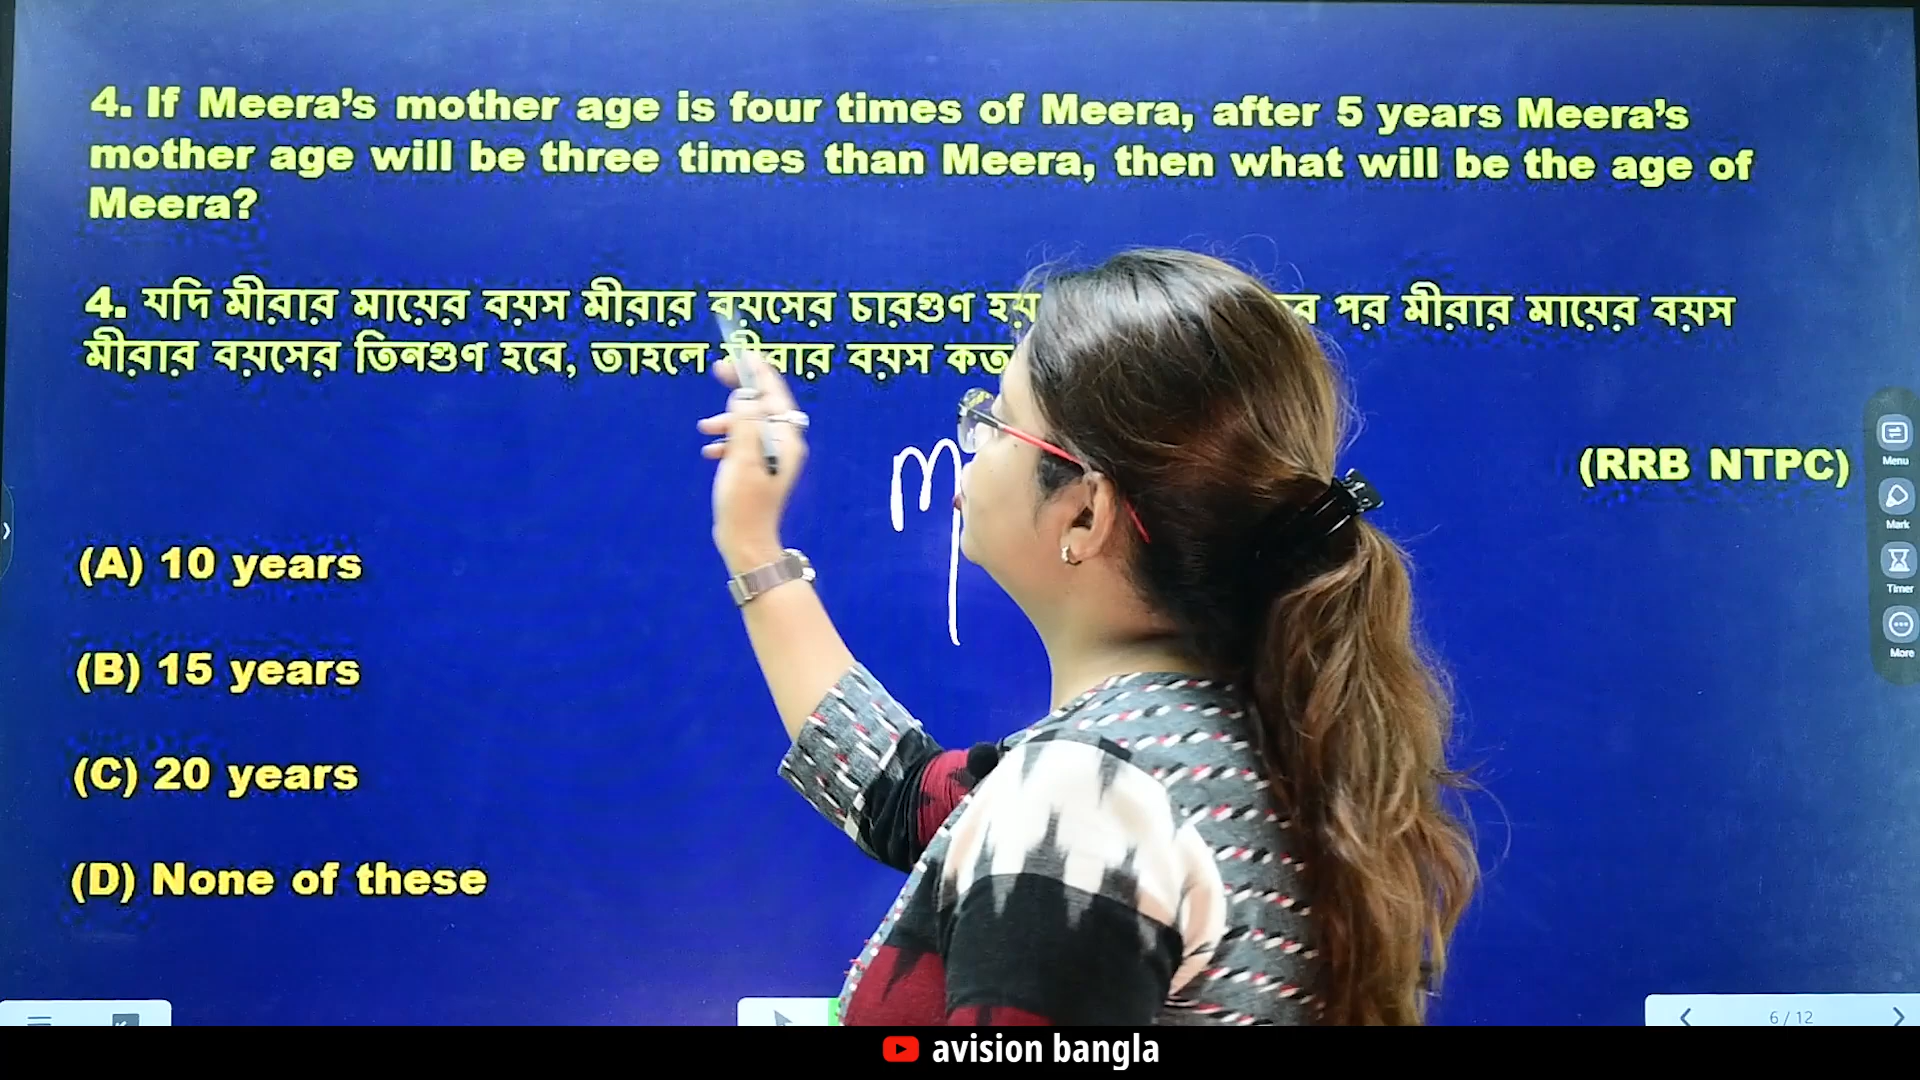 4. If Meera's mother age is four times of Meera, after 5 years Meera's
mother age will be three times than Meera, then what will be the age of
Meera?
4. যদি মীরার মায়ের বয়স মীরার বয়সের চারগুণ হয় পর মীরার মায়ের বয়স
মীরার বয়সের তিনগুণ হবে, তাহলে মীরার বয়স কত
(RRB NTPC)
m
(A) 10 years
(B) 15 years
(C) 20 years
(D) None of these
Menu
Mark
Timer
More
6 / 12
avision bangla